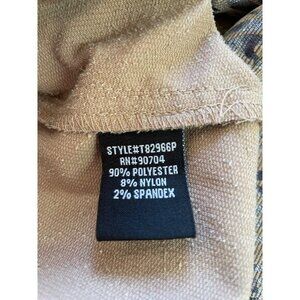 STYLE#T82966P
RN#90704
90% POLYESTER
8% NYLON
2% SPANDEX